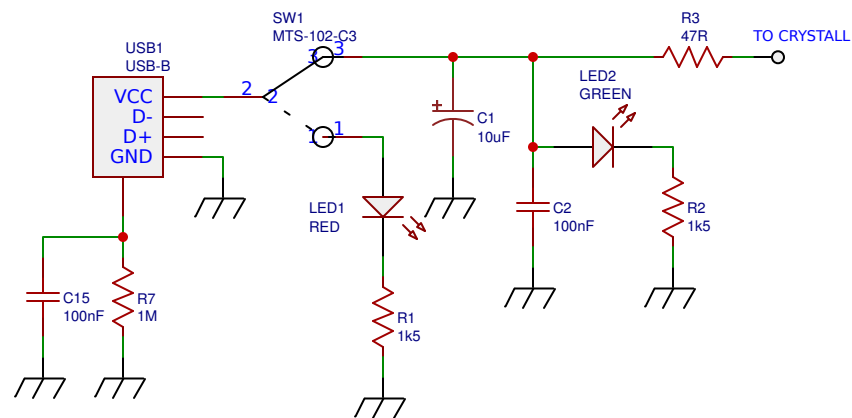 SW1
MTS-102-C3
R3
47R
TO CRYSTALL
USB1
USB-B
3
3
LED2
GREEN
VCC
D-
D+
GND
2
2
C1
10uF
1
1
LED1
RED
C2
100nF
R2
1k5
C15
100nF
R7
1M
R1
1k5